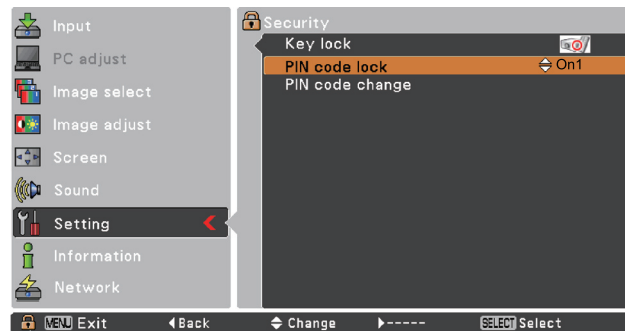 Input
PC adjust
Image select
Image adjust
Screen
Sound
Setting
Information
Network
Security
Key lock
PIN code lock On1
PIN code change
MENU Exit Back Change ----- SELECT Select